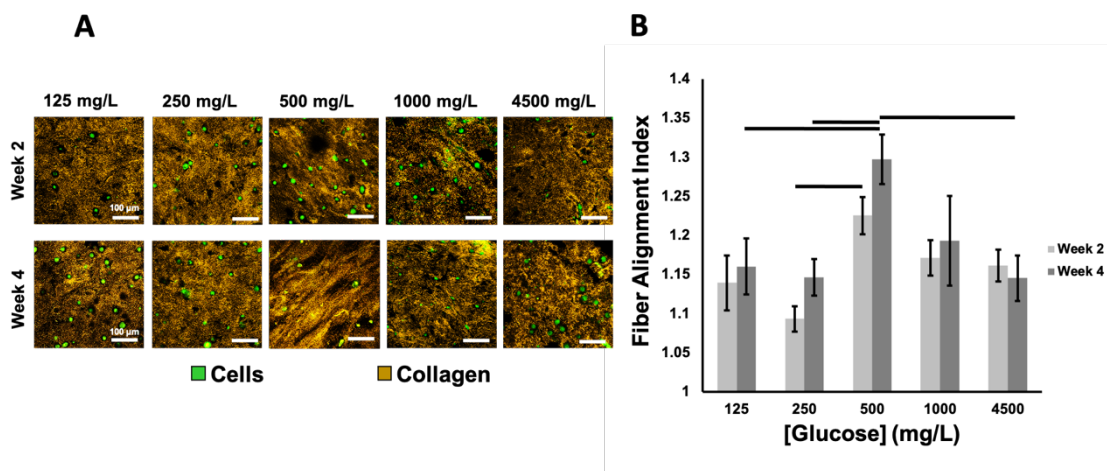 A
125 mg/L 250 mg/L 500 mg/L 1000 mg/L 4500 mg/L
Week 2
100 µm
Week 4
100 µm
Cells Collagen
B
Fiber Alignment Index
1.4
1.35
1.3
1.25
1.2
1.15
1.1
1.05
1
125 250 500 1000 4500
[Glucose] (mg/L)
Week 2
Week 4